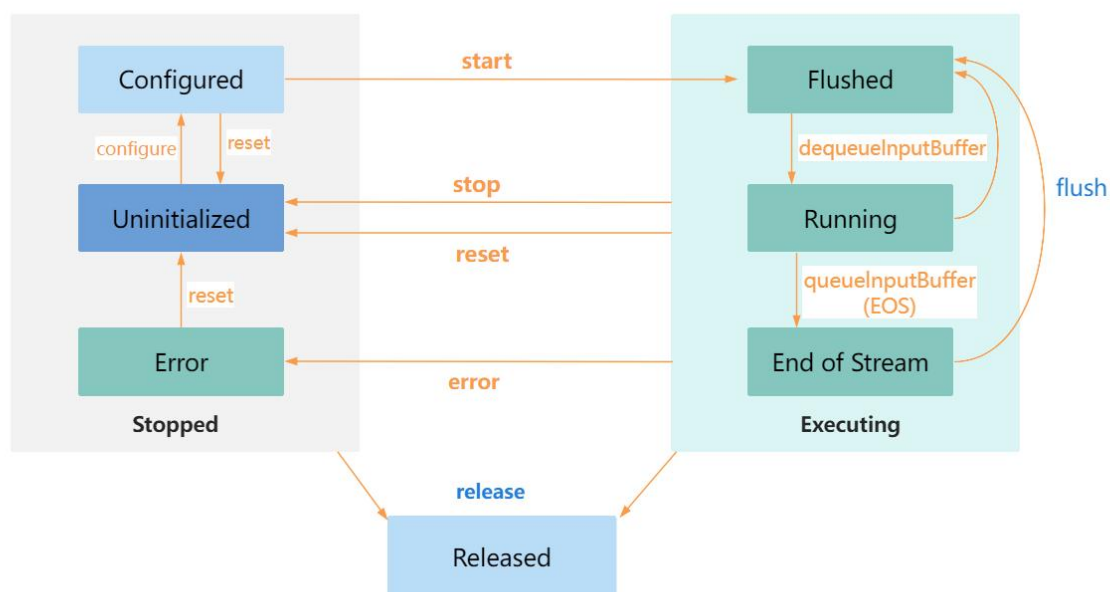 Configured
start
Flushed
configure
reset
dequeueInputBuffer
flush
Uninitialized
stop
Running
reset
reset
queueInputBuffer
(EOS)
Error
error
End of Stream
Stopped
Executing
release
Released